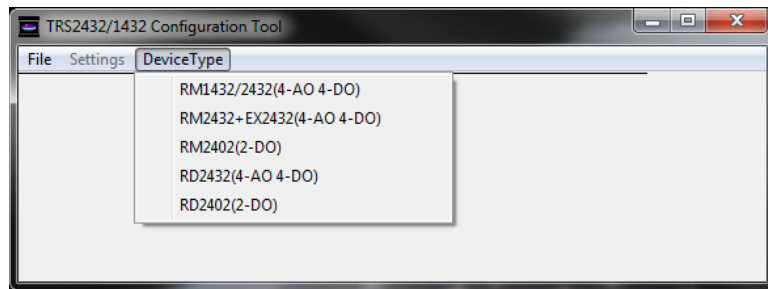 TRS2432/1432 Configuration Tool
File Settings DeviceType
RM1432/2432(4-AO 4-DO)
RM2432+EX2432(4-AO 4-DO)
RM2402(2-DO)
RD2432(4-AO 4-DO)
RD2402(2-DO)